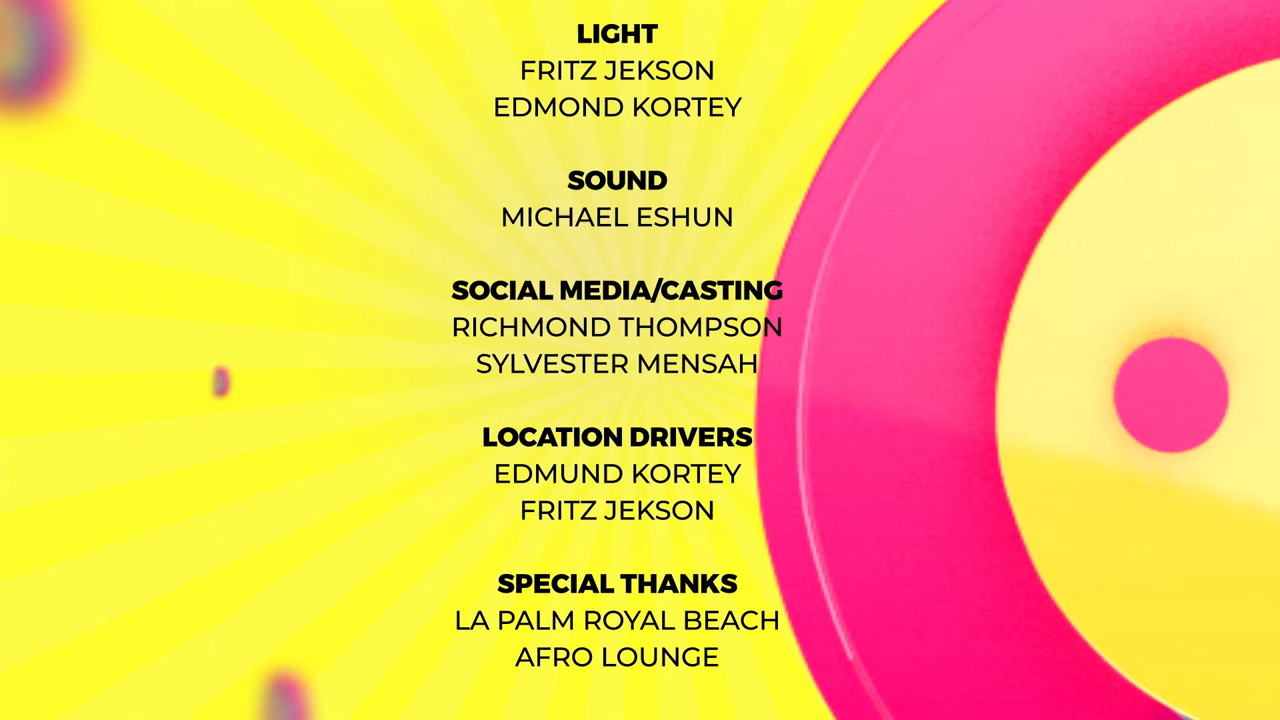 LIGHT
FRITZ JEKSON
EDMOND KORTEY
SOUND
MICHAEL ESHUN
SOCIAL MEDIA/CASTING
RICHMOND THOMPSON
SYLVESTER MENSAH
LOCATION DRIVERS
EDMUND KORTEY
FRITZ JEKSON
SPECIAL THANKS
LA PALM ROYAL BEACH
AFRO LOUNGE